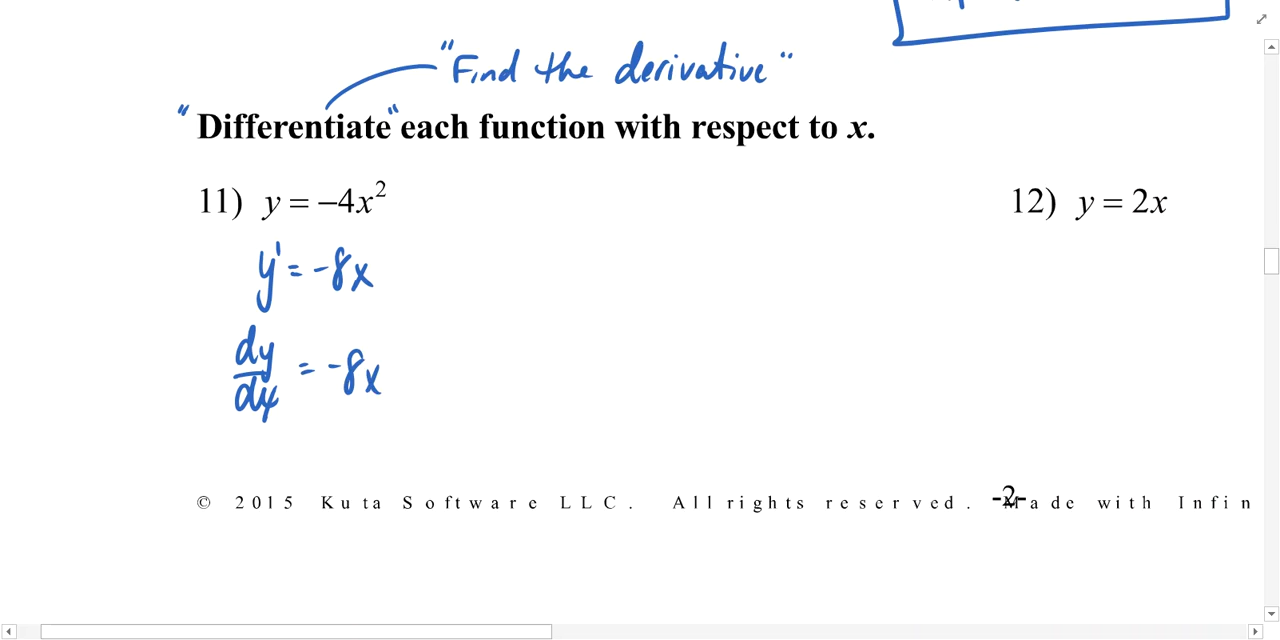 "Find the derivative"
"Differentiate" each function with respect to x.
11) y = −4x² 12) y = 2x
y' = -8x
dy/dx = -8x
© 2015 Kuta Software LLC. All rights reserved. -2- Made with Infin